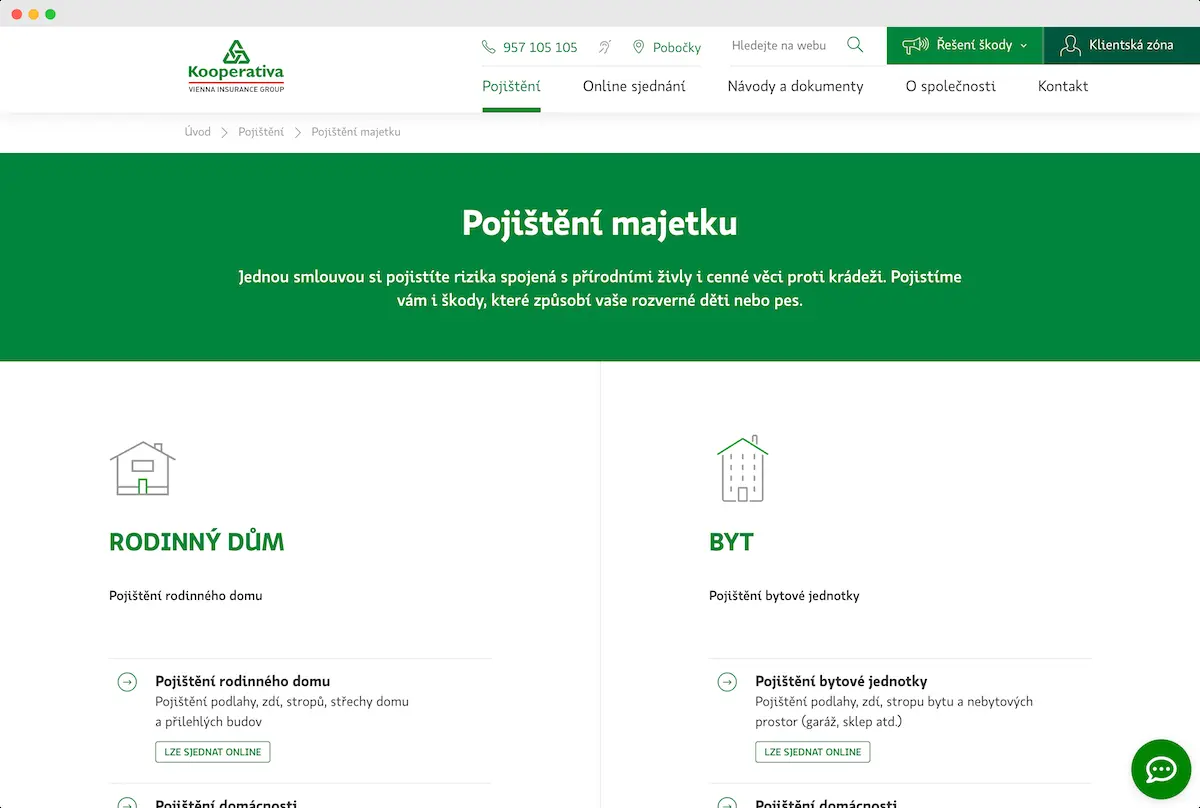 957 105 105
Pobočky
Hledejte na webu
Řešení škody
Klientská zóna
Kooperativa
VIENNA INSURANCE GROUP
Pojištění
Online sjednání
Návody a dokumenty
O společnosti
Kontakt
Úvod
Pojištění
Pojištění majetku
Pojištění majetku
Jednou smlouvou si pojistíte rizika spojená s přírodními živly i cenné věci proti krádeži. Pojistíme
vám i škody, které způsobí vaše rozverné děti nebo pes.
RODINNÝ DŮM
Pojištění rodinného domu
Pojištění rodinného domu
Pojištění podlahy, zdí, stropů, střechy domu
a přilehlých budov
LZE SJEDNAT ONLINE
Pojištění domácnosti
BYT
Pojištění bytové jednotky
Pojištění bytové jednotky
Pojištění podlahy, zdí, stropu bytu a nebytových
prostor (garáž, sklep atd.)
LZE SJEDNAT ONLINE
Pojištění domácnosti